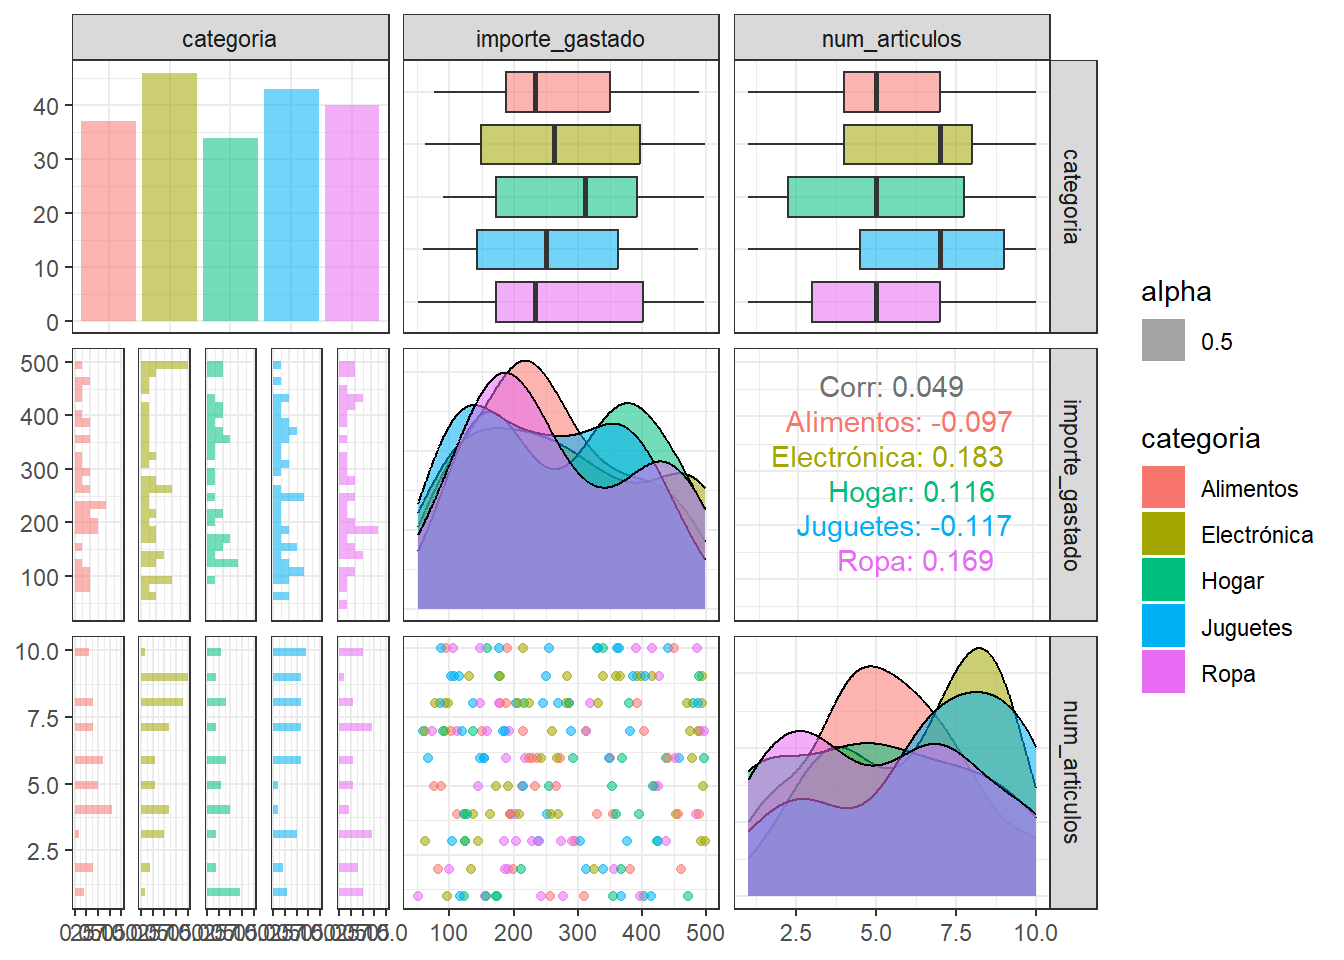 categoria
importe_gastado
num_articulos
40
30
20
10
0
categoria
500
400
300
200
100
Corr: 0.049
Alimentos: -0.097
Electrónica: 0.183
Hogar: 0.116
Juguetes: -0.117
Ropa: 0.169
importe_gastado
10.0
7.5
5.0
2.5
num_articulos
100 200 300 400 500
2.5 5.0 7.5 10.0
alpha
0.5
categoria
Alimentos
Electrónica
Hogar
Juguetes
Ropa